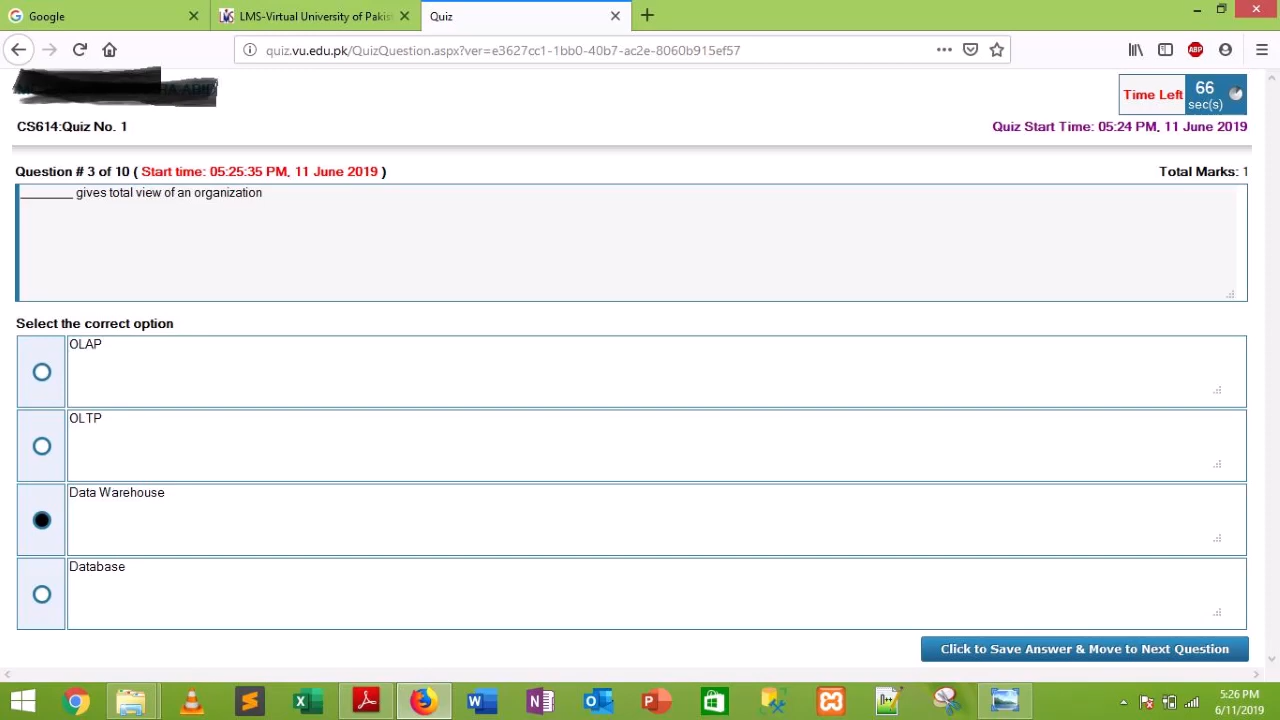 Google
LMS-Virtual University of Pakis
Quiz
quiz.vu.edu.pk/QuizQuestion.aspx?ver=e3627cc1-1bb0-40b7-ac2e-8060b915ef57
ABP
CS614:Quiz No. 1
Time Left 66 sec(s)
Quiz Start Time: 05:24 PM, 11 June 2019
Question # 3 of 10 ( Start time: 05:25:35 PM, 11 June 2019 )
Total Marks: 1
________ gives total view of an organization
Select the correct option
OLAP
OLTP
Data Warehouse
Database
Click to Save Answer & Move to Next Question
5:26 PM
6/11/2019